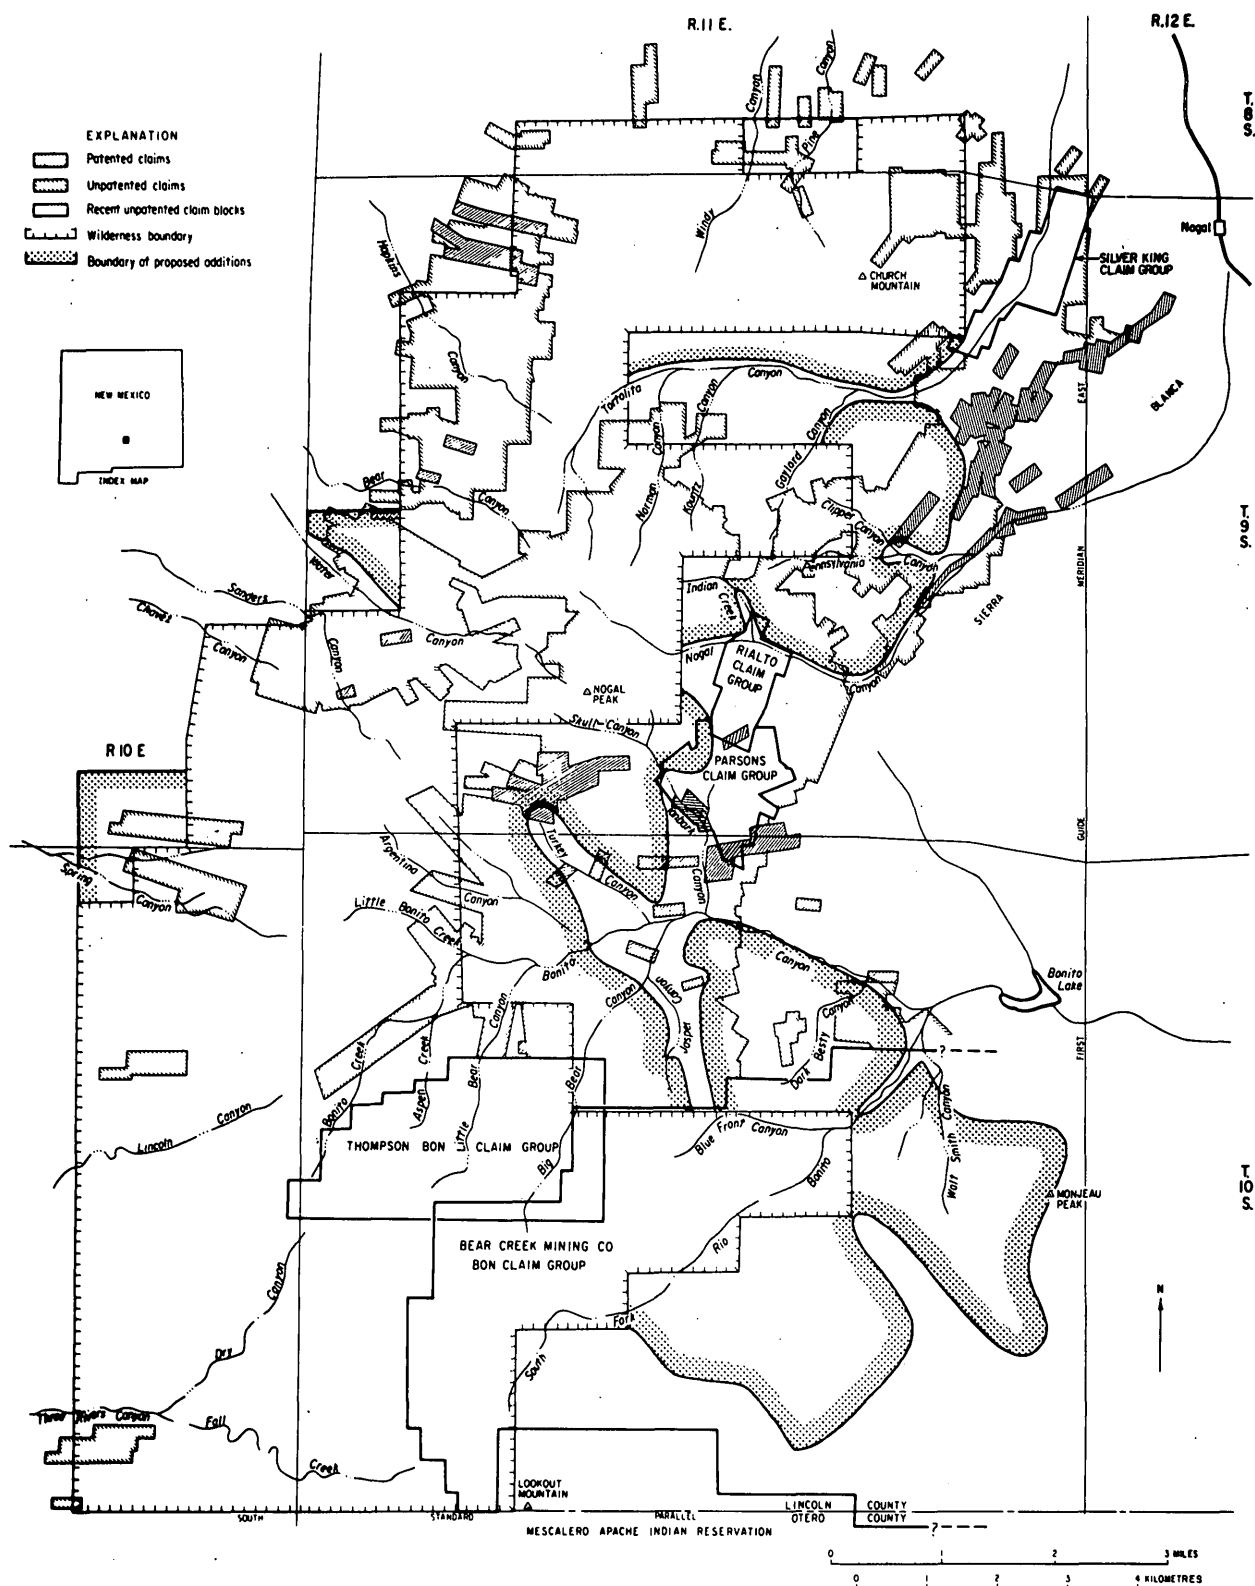 R.11 E.
R.12 E.
T.
8
S.
EXPLANATION
Patented claims
Unpatented claims
Recent unpatented claim blocks
Wilderness boundary
Boundary of proposed additions
Canyon
Canyon
Pine
Windy
Hopkins
Canyon
Nogal
SILVER KING
CLAIM GROUP
CHURCH
MOUNTAIN
NEW MEXICO
INDEX MAP
Tortolita
Canyon
Canyon
Canyon
Canyon
EAST
BLANCA
Bear
Canyon
Norman
Kountz
Gaylord
Clipper
Canyon
T.
9
S.
Water
Pennsylvania
Canyon
MERIDIAN
Sanders
Chaves
Canyon
Canyon
Canyon
Indian
Creek
SIERRA
Nogal
RIALTO
CLAIM
GROUP
Canyon
NOGAL
PEAK
Skull Canyon
R10 E
PARSONS
CLAIM GROUP
GUIDE
Argentina
Turkey
Spring
Canyon
Canyon
Canyon
Canyon
Little Bonito
Creek
Bonito
Canyon
Canyon
Canyon
Canyon
Canyon
Bonito
Lake
Jasper
Dark Besty
?
FIRST
Creek
Creek
Bear
Bear
Canyon
Bonito
Aspen
Lincoln
Canyon
THOMPSON BON CLAIM GROUP
Little
Big
Blue Front Canyon
Bonito
Walt Smith
T.
10
S.
MONJEAU
PEAK
BEAR CREEK MINING CO
BON CLAIM GROUP
Rio
Canyon
Dry
Fork
South
N
Three Rivers Canyon
Fall
Creek
LOOKOUT
MOUNTAIN
SOUTH
STANDARD
PARALLEL
LINCOLN COUNTY
OTERO COUNTY
MESCALERO APACHE INDIAN RESERVATION
?
0 1 2 3 MILES
0 1 2 3 4 KILOMETRES